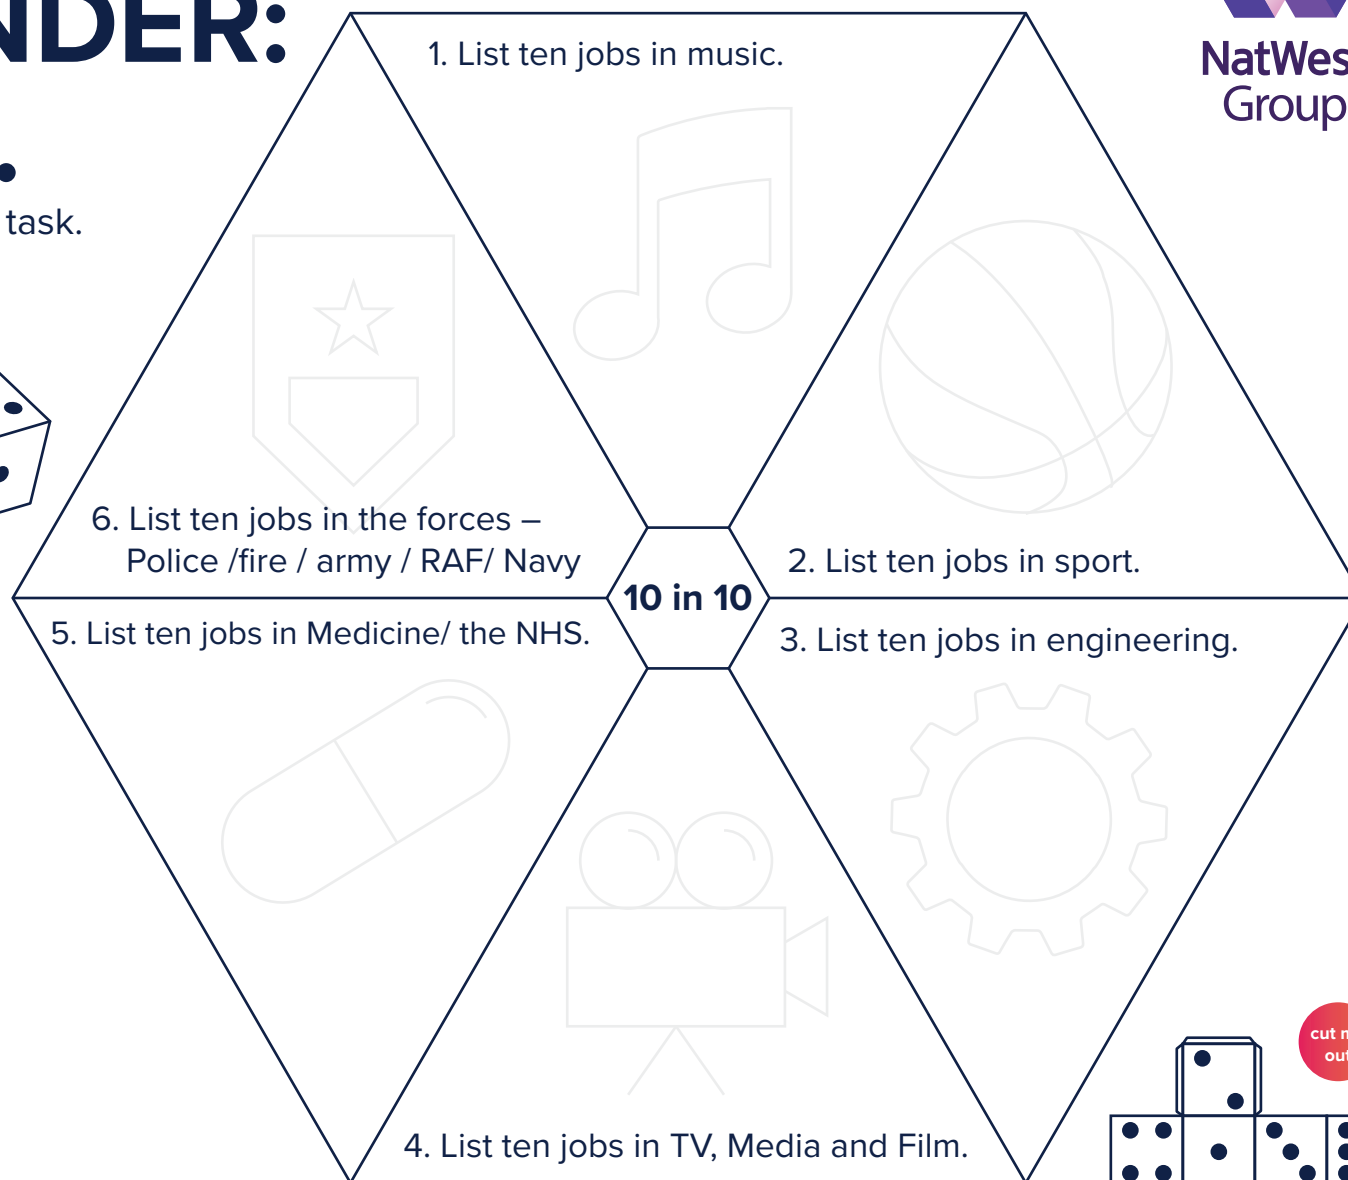 NDER:
task.
NatWes
Group
1. List ten jobs in music.
6. List ten jobs in the forces –
Police /fire / army / RAF/ Navy
2. List ten jobs in sport.
10 in 10
5. List ten jobs in Medicine/ the NHS.
3. List ten jobs in engineering.
4. List ten jobs in TV, Media and Film.
cut m
out